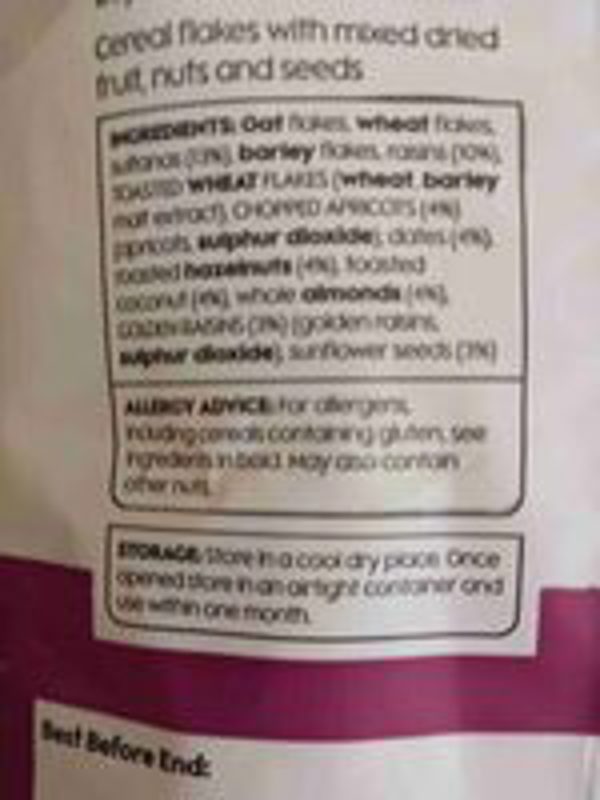 Cereal flakes with mixed dried
fruit, nuts and seeds
INGREDIENTS: Oat flakes, wheat flakes,
sultanas (13%), barley flakes, raisins (10%),
TOASTED WHEAT FLAKES (wheat, barley
malt extract), CHOPPED APRICOTS (4%)
(apricots, sulphur dioxide), dates (4%),
roasted hazelnuts (4%), toasted
coconut (4%), whole almonds (4%),
GOLDEN RAISINS (3%) (golden raisins,
sulphur dioxide), sunflower seeds (3%)
ALLERGY ADVICE: For allergens,
including cereals containing gluten, see
ingredients in bold. May also contain
other nuts.
STORAGE: Store in a cool dry place. Once
opened store in an airtight container and
use within one month.
Best Before End: